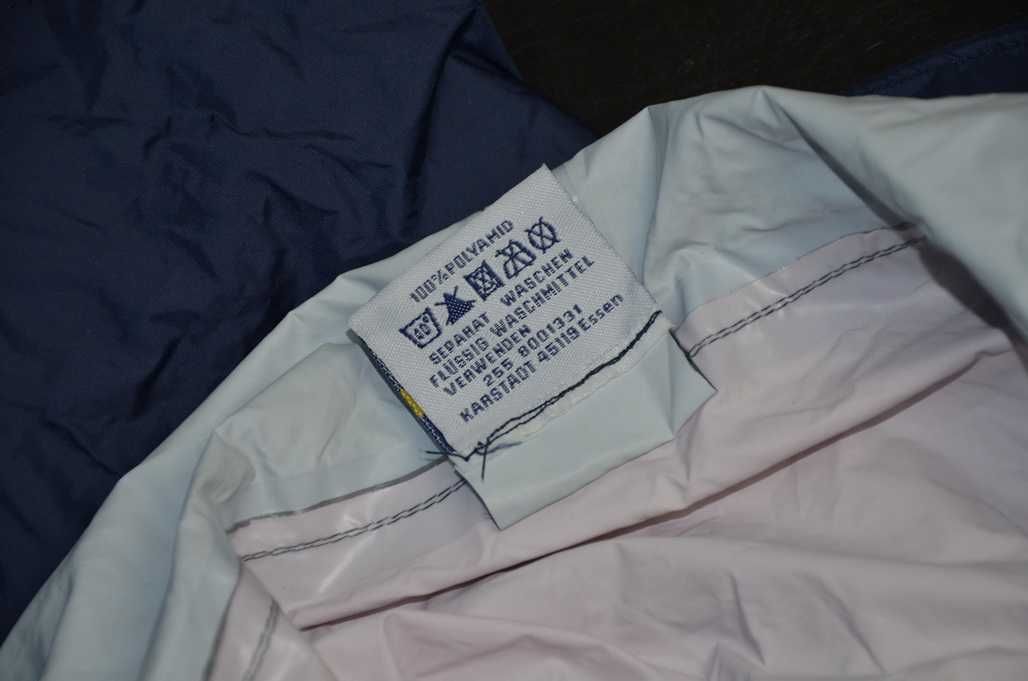 100% POLYAMID
40°
SEPARAT WASCHEN
FLÜSSIG WASCHMITTEL
VERWENDEN
255 8001331
KARSTADT 45119 Essen